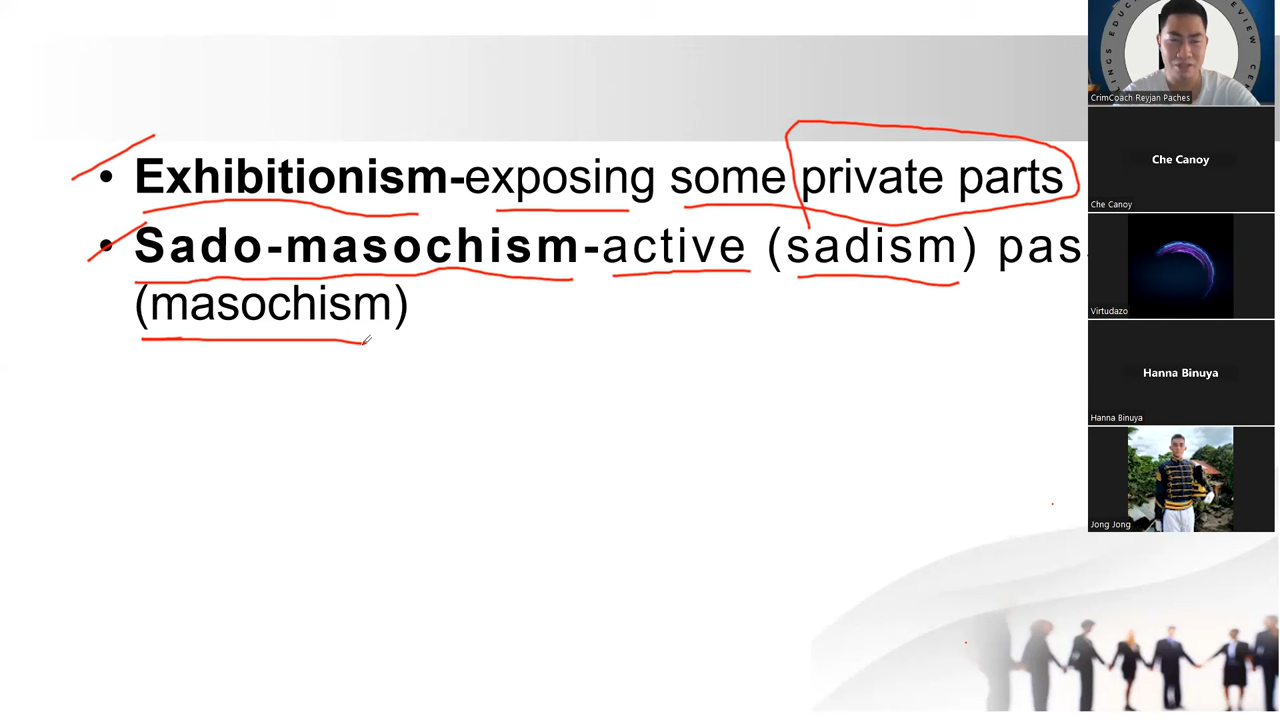 • Exhibitionism-exposing some private parts
• Sado-masochism-active (sadism)
(masochism)
CrimCoach Reyjan Paches
Che Canoy
Che Canoy
Virtudazo
Hanna Binuya
Hanna Binuya
Jong Jong